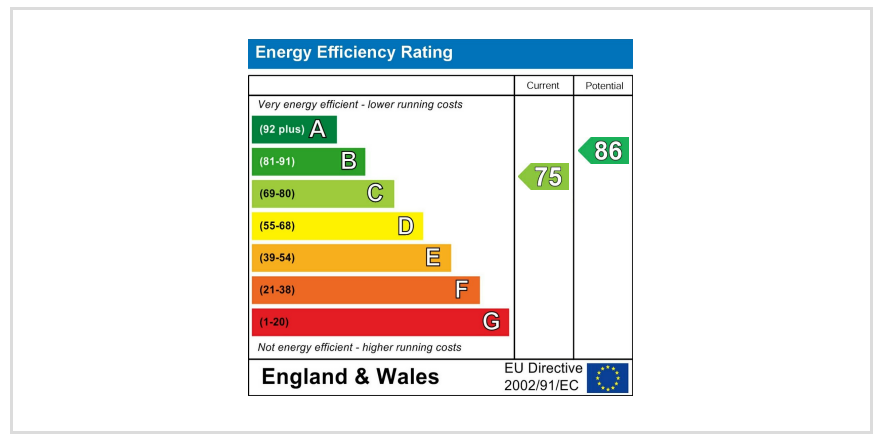 Energy Efficiency Rating
Current Potential
Very energy efficient - lower running costs
(92 plus) A
(81-91) B
86
(69-80) C
75
(55-68) D
(39-54) E
(21-38) F
(1-20) G
Not energy efficient - higher running costs
England & Wales
EU Directive
2002/91/EC